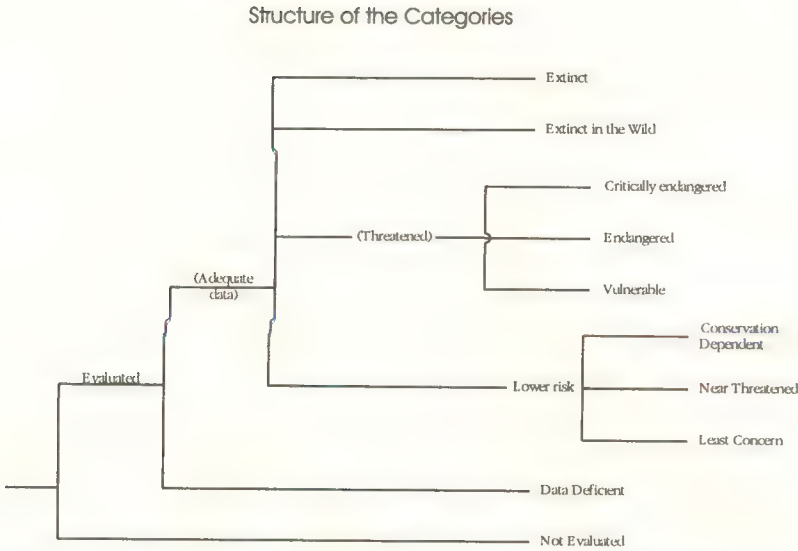 Structure of the Categories
Extinct
Extinct in the Wild
Critically endangered
(Threatened)
Endangered
(Adequate
data)
Vulnerable
Conservation
Dependent
Evaluated
Lower risk
Near Threatened
Least Concern
Data Deficient
Not Evaluated